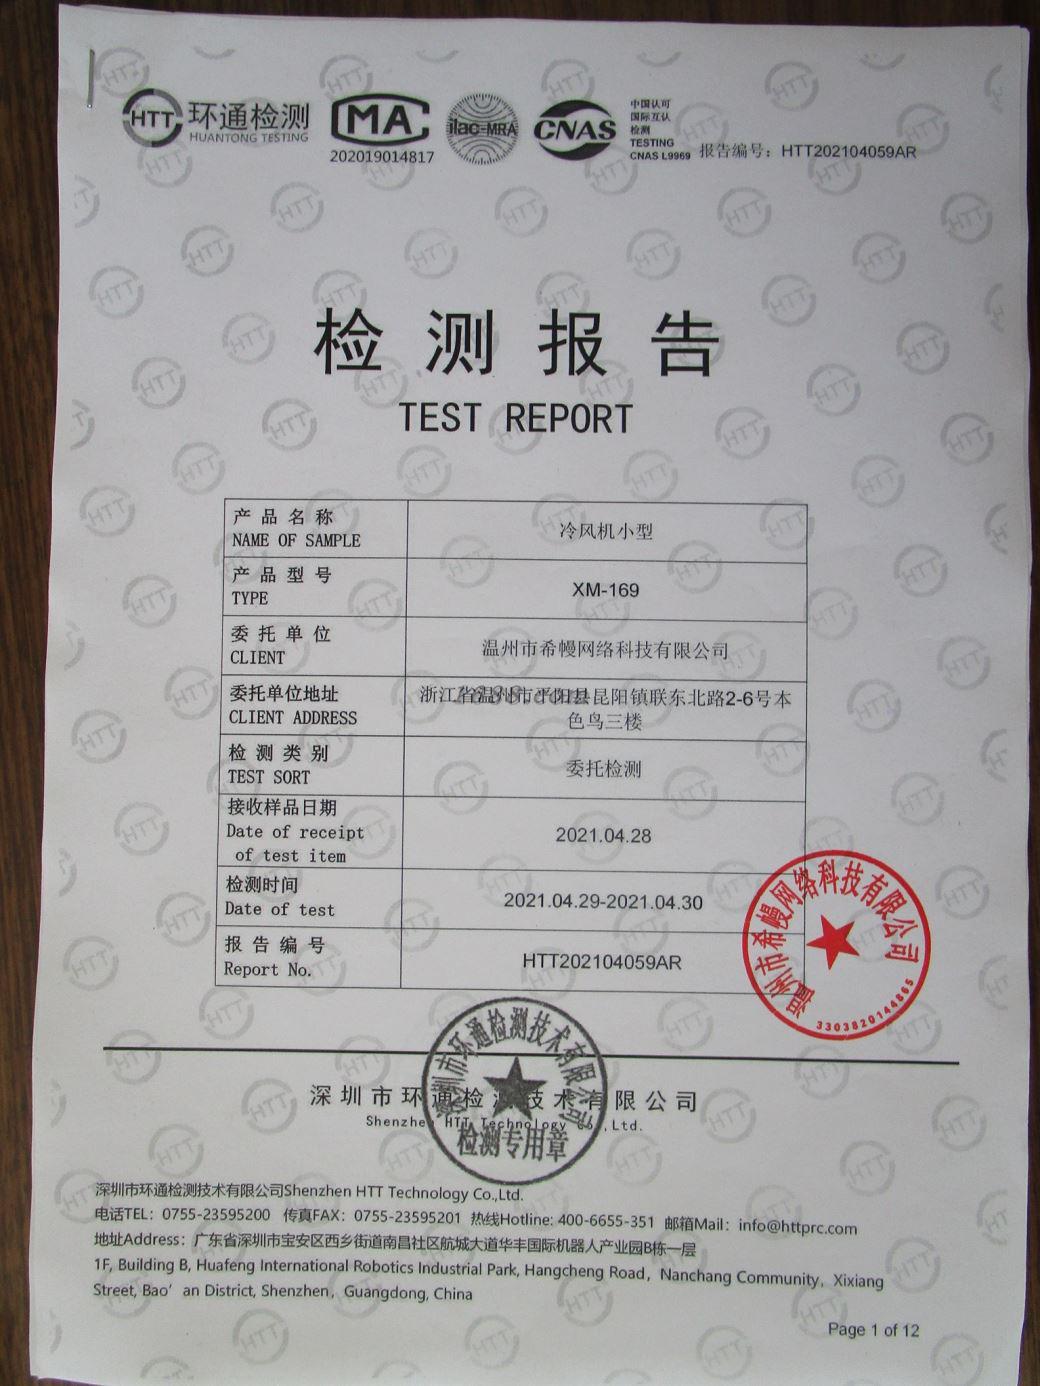 HTT 环通检测
HUANTONG TESTING
MA
202019014817
ilac-MRA
CNAS
中国认可
国际互认
检测
TESTING
CNAS L9969
报告编号：HTT202104059AR
检测报告
TEST REPORT
产品名称
NAME OF SAMPLE
冷风机小型
产品型号
TYPE
XM-169
委托单位
CLIENT
温州市希幔网络科技有限公司
委托单位地址
CLIENT ADDRESS
浙江省温州市平阳县昆阳镇联东北路2-6号本
色鸟三楼
检测类别
TEST SORT
委托检测
接收样品日期
Date of receipt
of test item
2021.04.28
检测时间
Date of test
2021.04.29-2021.04.30
报告编号
Report No.
HTT202104059AR
温州市希幔网络科技有限公司
3303820144865
深圳市环通检测技术有限公司
Shenzhen HTT Technology Co.,Ltd.
深圳市环通检测技术有限公司
检测专用章
深圳市环通检测技术有限公司Shenzhen HTT Technology Co.,Ltd.
电话TEL：0755-23595200 传真FAX：0755-23595201 热线Hotline: 400-6655-351 邮箱Mail：info@httprc.com
地址Address：广东省深圳市宝安区西乡街道南昌社区航城大道华丰国际机器人产业园B栋一层
1F, Building B, Huafeng International Robotics Industrial Park, Hangcheng Road，Nanchang Community，Xixiang
Street, Bao’an District, Shenzhen，Guangdong, China
Page 1 of 12